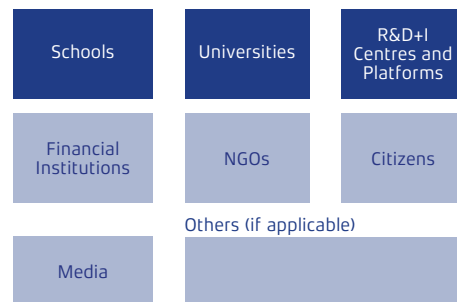 Schools
Universities
R&D+I
Centres and
Platforms
Financial
Institutions
NGOs
Citizens
Others (if applicable)
Media